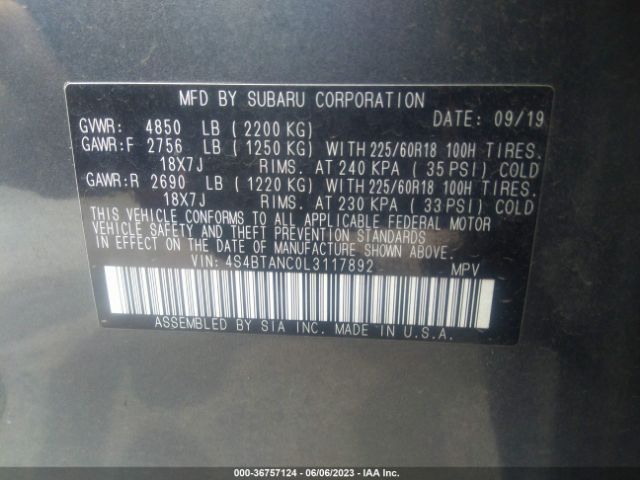 MFD BY SUBARU CORPORATION
DATE: 09/19
GVWR: 4850 LB (2200 KG)
GAWR:F 2756 LB (1250 KG) WITH 225/60R18 100H TIRES.
18X7J RIMS. AT 240 KPA (35 PSI) COLD
GAWR:R 2690 LB (1220 KG) WITH 225/60R18 100H TIRES.
18X7J RIMS. AT 230 KPA (33 PSI) COLD
THIS VEHICLE CONFORMS TO ALL APPLICABLE FEDERAL MOTOR
VEHICLE SAFETY AND THEFT PREVENTION STANDARDS
IN EFFECT ON THE DATE OF MANUFACTURE SHOWN ABOVE.
VIN: 4S4BTANC0L3117892 MPV
ASSEMBLED BY SIA INC. MADE IN U.S.A.
000-36757124 - 06/06/2023 - IAA Inc.